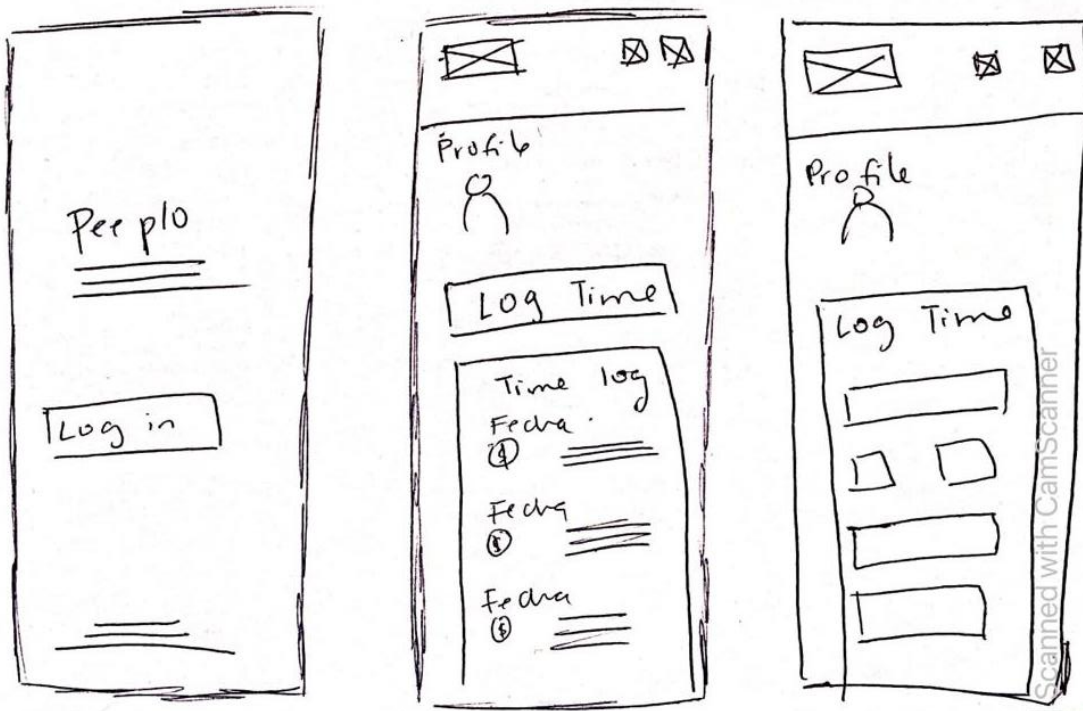 Peeplo
Log in
Profile
Log Time
Time log
Fecha
$
Fecha
$
Fecha
$
Profile
Log Time
Scanned with CamScanner